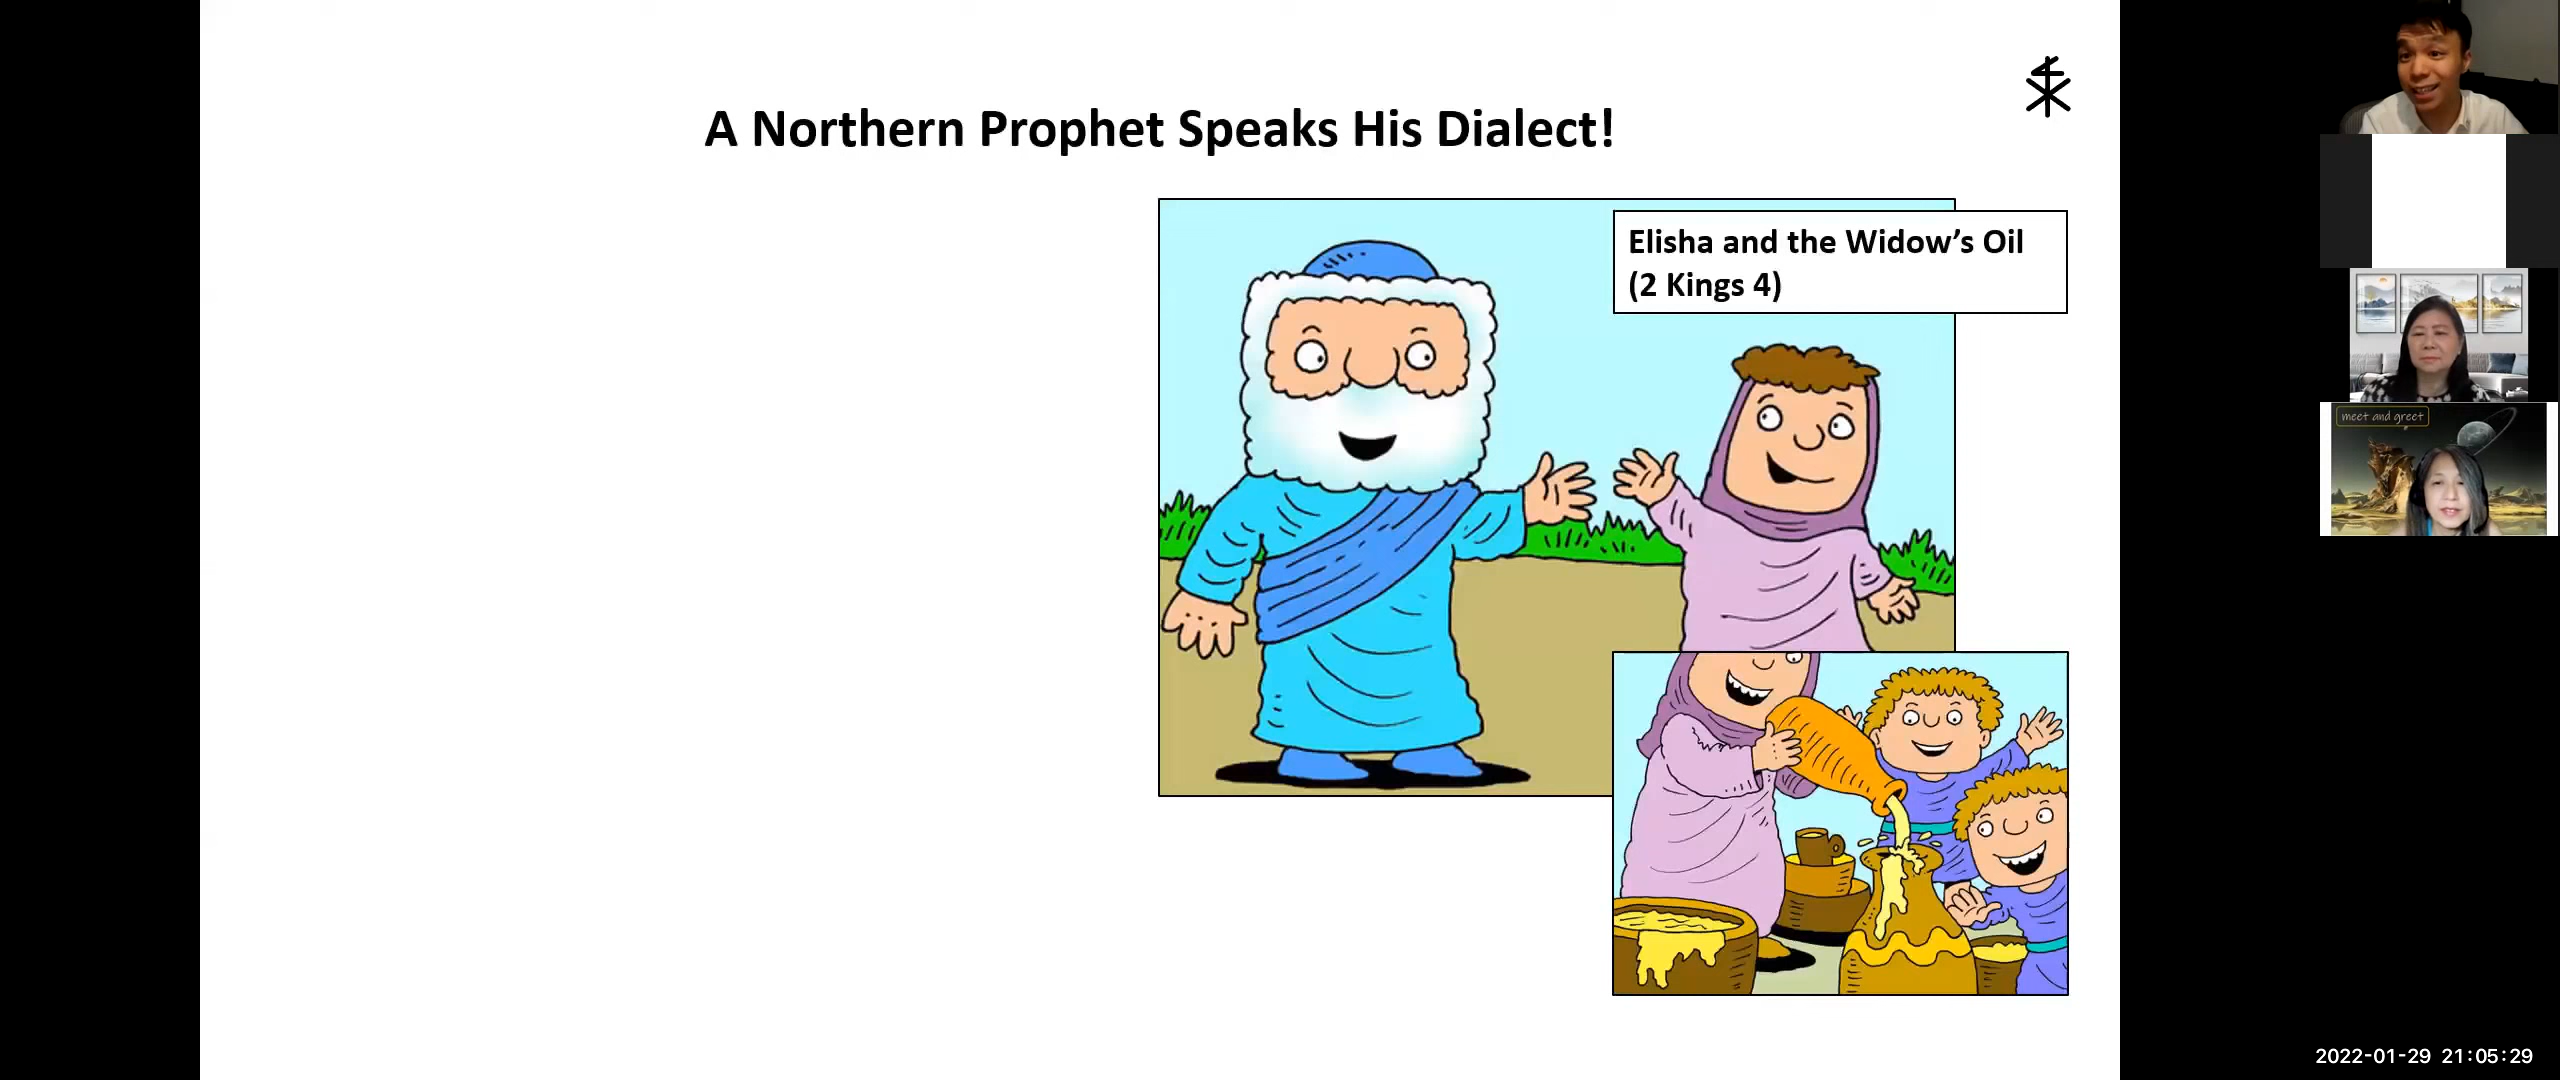 A Northern Prophet Speaks His Dialect!
Elisha and the Widow’s Oil
(2 Kings 4)
meet and greet
2022-01-29 21:05:29